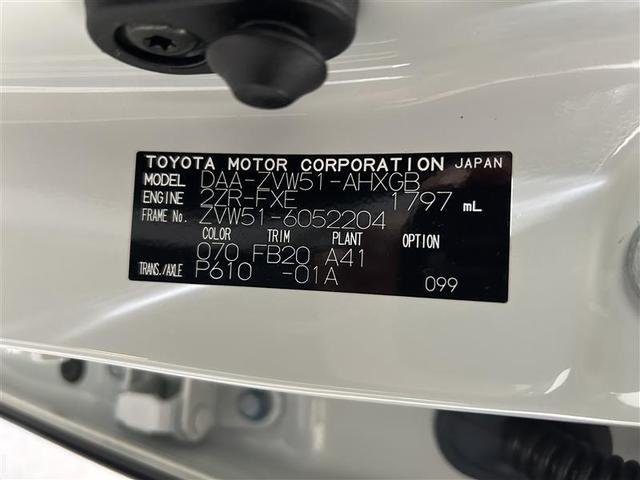 TOYOTA MOTOR CORPORATION JAPAN
MODEL DAA-ZVW51-AHXGB
ENGINE 2ZR-FXE 1797 mL
FRAME No. ZVW51-6052204
COLOR TRIM PLANT OPTION
070 FB20 A41
TRANS./AXLE P610 -01A 099